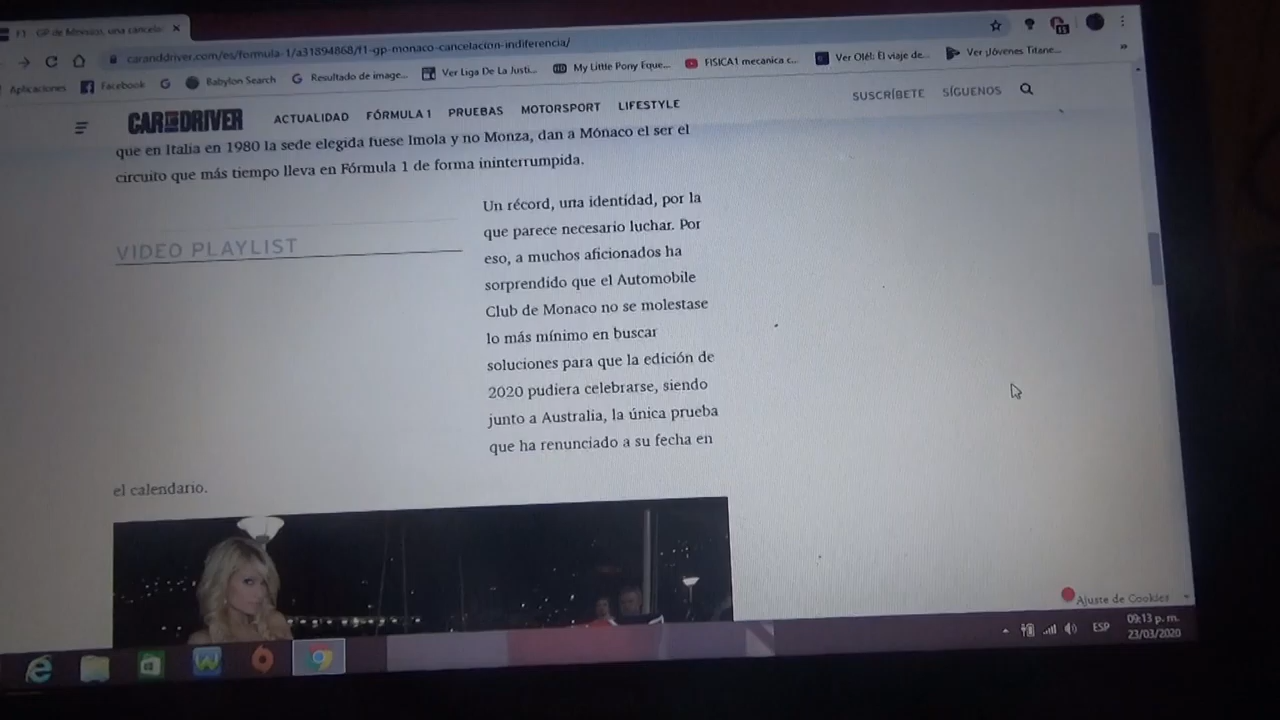 F1 GP de Mónaco, una cancela
caranddriver.com/es/formula-1/a31894868/f1-gp-monaco-cancelacion-indiferencia/
Aplicaciones Facebook Babylon Search Resultado de image... Ver Liga De La Justi... My Little Pony Eque... FISICA1 mecanica c... Ver Olé!: El viaje de... Ver Jóvenes Titane... »
CAR AND DRIVER ACTUALIDAD FÓRMULA 1 PRUEBAS MOTORSPORT LIFESTYLE SUSCRÍBETE SÍGUENOS
que en Italia en 1980 la sede elegida fuese Imola y no Monza, dan a Mónaco el ser el
circuito que más tiempo lleva en Fórmula 1 de forma ininterrumpida.
VIDEO PLAYLIST
Un récord, una identidad, por la
que parece necesario luchar. Por
eso, a muchos aficionados ha
sorprendido que el Automobile
Club de Monaco no se molestase
lo más mínimo en buscar
soluciones para que la edición de
2020 pudiera celebrarse, siendo
junto a Australia, la única prueba
que ha renunciado a su fecha en
el calendario.
Ajuste de Cookies
ESP
09:13 p. m.
23/03/2020